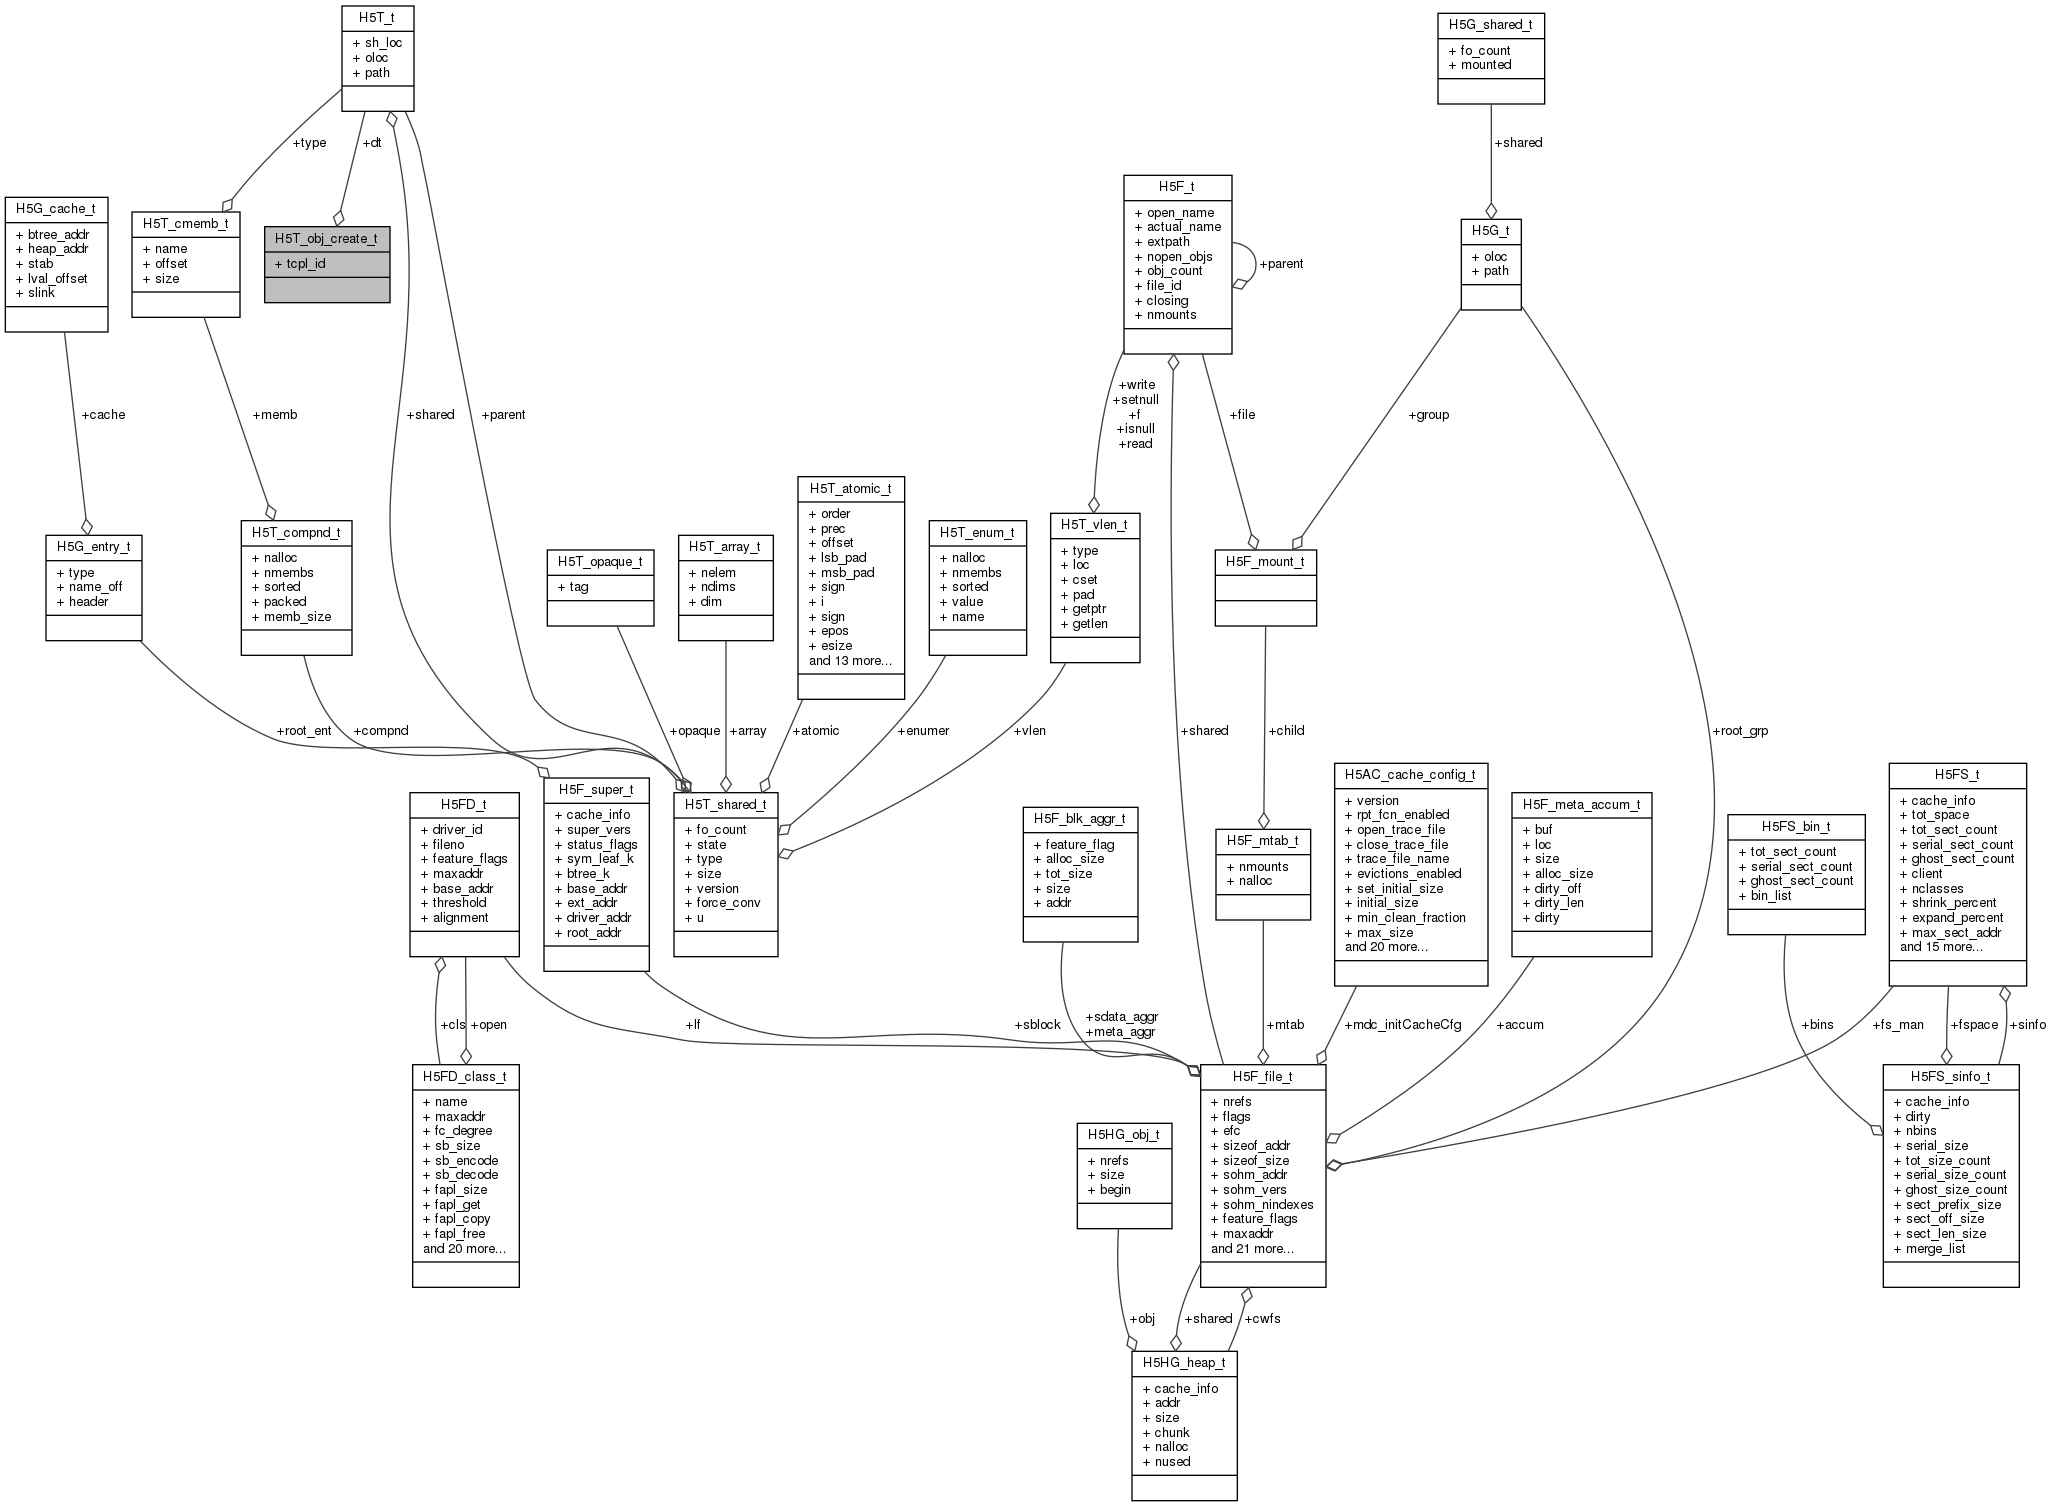 H5T_t
+ sh_loc
+ oloc
+ path
H5G_shared_t
+ fo_count
+ mounted
+type
+dt
+shared
H5G_cache_t
+ btree_addr
+ heap_addr
+ stab
+ lval_offset
+ slink
H5T_cmemb_t
+ name
+ offset
+ size
H5T_obj_create_t
+ tcpl_id
H5F_t
+ open_name
+ actual_name
+ extpath
+ nopen_objs
+ obj_count
+ file_id
+ closing
+ nmounts
+parent
H5G_t
+ oloc
+ path
+cache
+memb
+shared
+parent
+write
+setnull
+f
+isnull
+read
+file
+group
H5G_entry_t
+ type
+ name_off
+ header
H5T_compnd_t
+ nalloc
+ nmembs
+ sorted
+ packed
+ memb_size
H5T_opaque_t
+ tag
H5T_array_t
+ nelem
+ ndims
+ dim
H5T_atomic_t
+ order
+ prec
+ offset
+ lsb_pad
+ msb_pad
+ sign
+ i
+ sign
+ epos
+ esize
and 13 more...
H5T_enum_t
+ nalloc
+ nmembs
+ sorted
+ value
+ name
H5T_vlen_t
+ type
+ loc
+ cset
+ pad
+ getptr
+ getlen
H5F_mount_t
+root_ent
+compnd
+opaque
+array
+atomic
+enumer
+vlen
+shared
+child
+root_grp
H5FD_t
+ driver_id
+ fileno
+ feature_flags
+ maxaddr
+ base_addr
+ threshold
+ alignment
H5F_super_t
+ cache_info
+ super_vers
+ status_flags
+ sym_leaf_k
+ btree_k
+ base_addr
+ ext_addr
+ driver_addr
+ root_addr
H5T_shared_t
+ fo_count
+ state
+ type
+ size
+ version
+ force_conv
+ u
H5F_blk_aggr_t
+ feature_flag
+ alloc_size
+ tot_size
+ size
+ addr
H5F_mtab_t
+ nmounts
+ nalloc
H5AC_cache_config_t
+ version
+ rpt_fcn_enabled
+ open_trace_file
+ close_trace_file
+ trace_file_name
+ evictions_enabled
+ set_initial_size
+ initial_size
+ min_clean_fraction
+ max_size
and 20 more...
H5F_meta_accum_t
+ buf
+ loc
+ size
+ alloc_size
+ dirty_off
+ dirty_len
+ dirty
H5FS_bin_t
+ tot_sect_count
+ serial_sect_count
+ ghost_sect_count
+ bin_list
H5FS_t
+ cache_info
+ tot_space
+ tot_sect_count
+ serial_sect_count
+ ghost_sect_count
+ client
+ nclasses
+ shrink_percent
+ expand_percent
+ max_sect_addr
and 15 more...
+cls
+open
+lf
+sblock
+sdata_aggr
+meta_aggr
+mtab
+mdc_initCacheCfg
+accum
+bins
+fs_man
+fspace
+sinfo
H5FD_class_t
+ name
+ maxaddr
+ fc_degree
+ sb_size
+ sb_encode
+ sb_decode
+ fapl_size
+ fapl_get
+ fapl_copy
+ fapl_free
and 20 more...
H5HG_obj_t
+ nrefs
+ size
+ begin
H5F_file_t
+ nrefs
+ flags
+ efc
+ sizeof_addr
+ sizeof_size
+ sohm_addr
+ sohm_vers
+ sohm_nindexes
+ feature_flags
+ maxaddr
and 21 more...
H5FS_sinfo_t
+ cache_info
+ dirty
+ nbins
+ serial_size
+ tot_size_count
+ serial_size_count
+ ghost_size_count
+ sect_prefix_size
+ sect_off_size
+ sect_len_size
+ merge_list
+obj
+shared
+cwfs
H5HG_heap_t
+ cache_info
+ addr
+ size
+ chunk
+ nalloc
+ nused